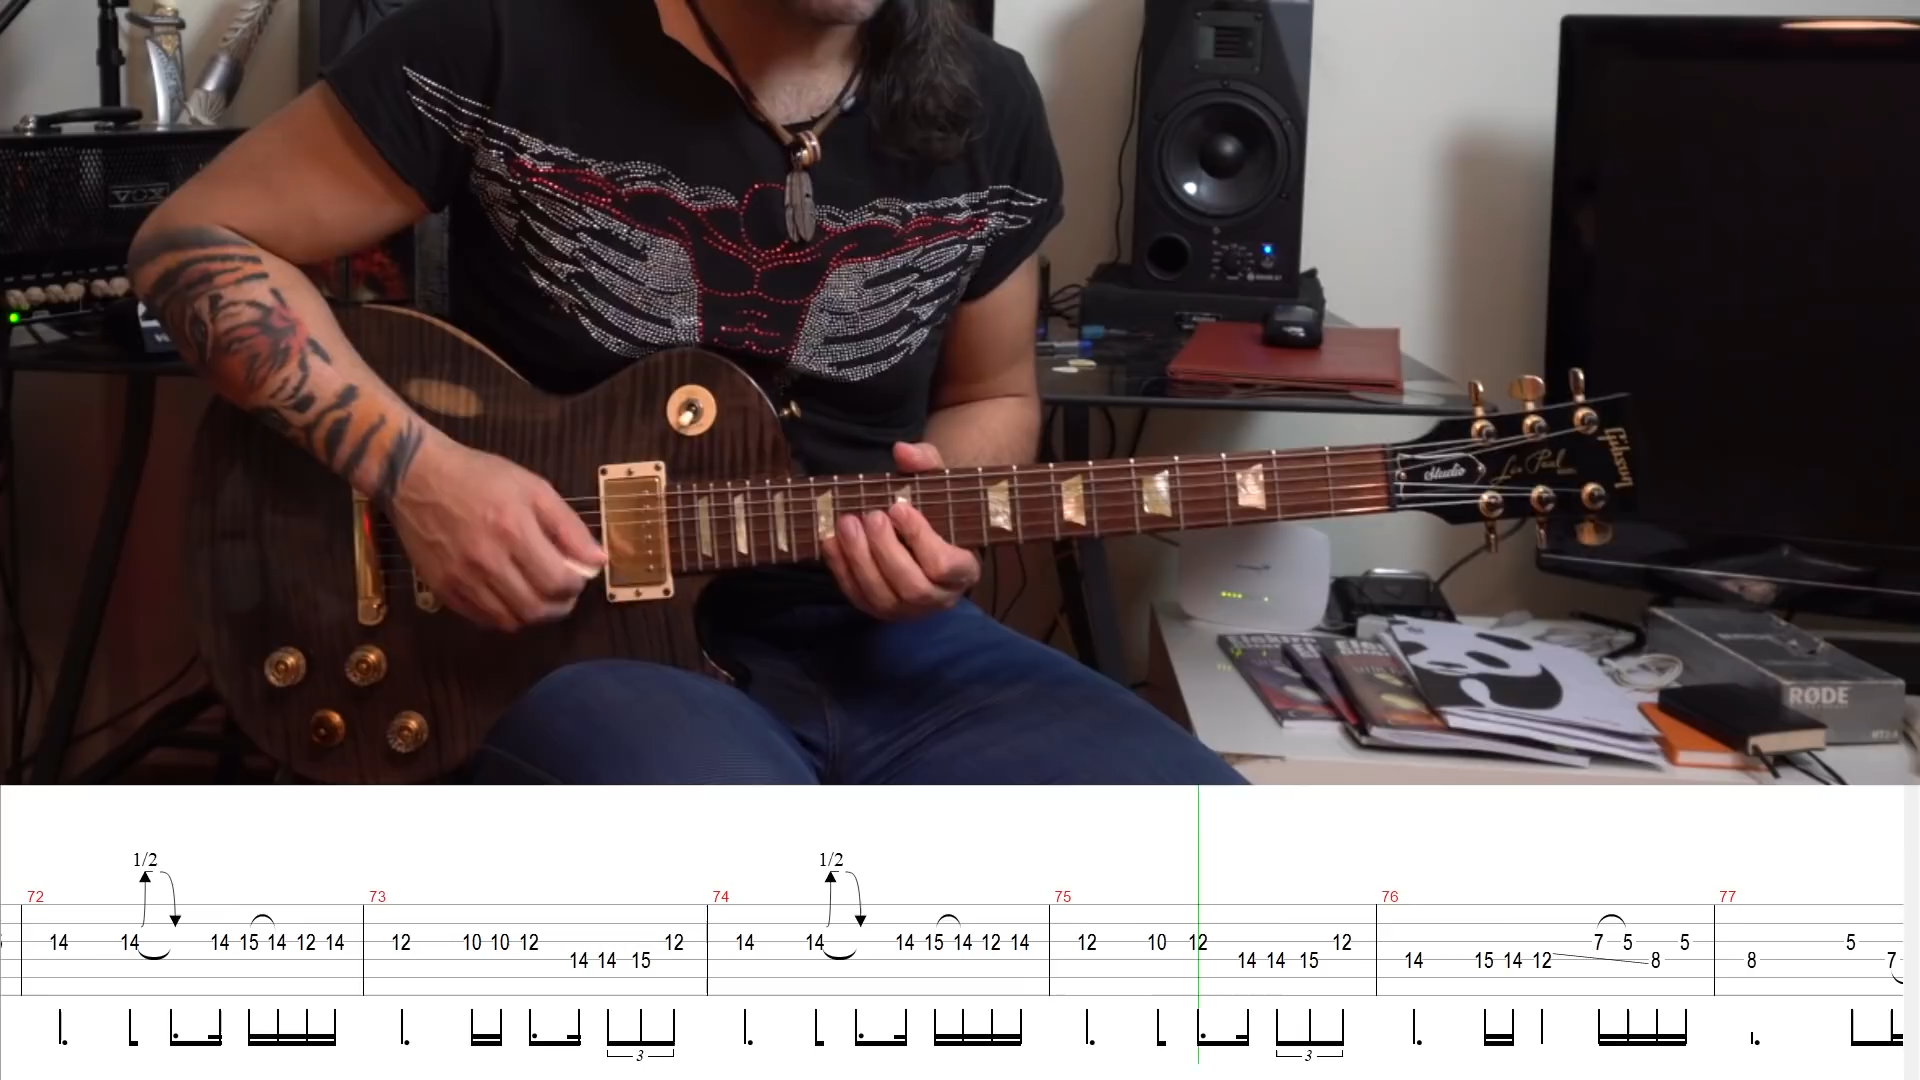 VOX
Gibson
Les Paul
Studio
Elektro
RØDE
1/2 1/2
72 73 74 75 76 77
14 14 14 15 14 12 14 12 10 10 12 12 14 14 14 15 14 12 14 12 10 12 12 7 5 5 5
14 14 15 14 14 15 14 15 14 12 8 8 7
3 3